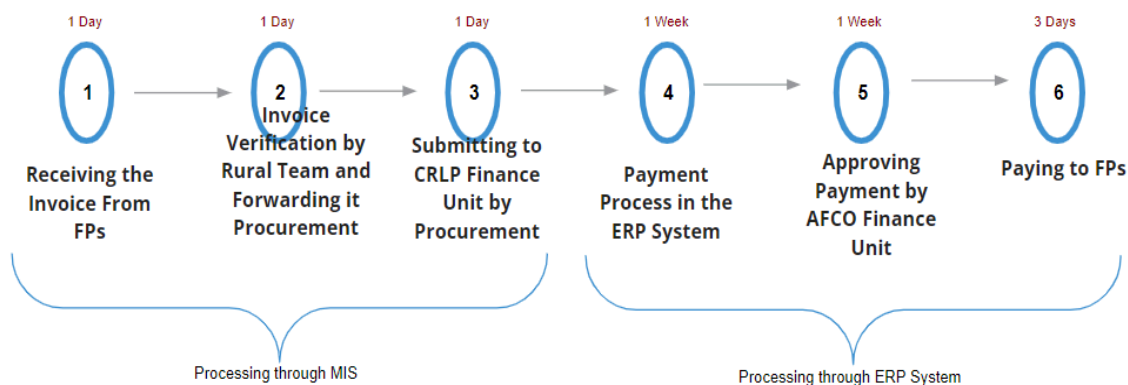 1 Day
1 Day
1 Day
1 Week
1 Week
3 Days
1
2
3
4
5
6
Receiving the
Invoice From
FPs
Invoice
Verification by
Rural Team and
Forwarding it
Procurement
Submitting to
CRLP Finance
Unit by
Procurement
Payment
Process in the
ERP System
Approving
Payment by
AFCO Finance
Unit
Paying to FPs
Processing through MIS
Processing through ERP System